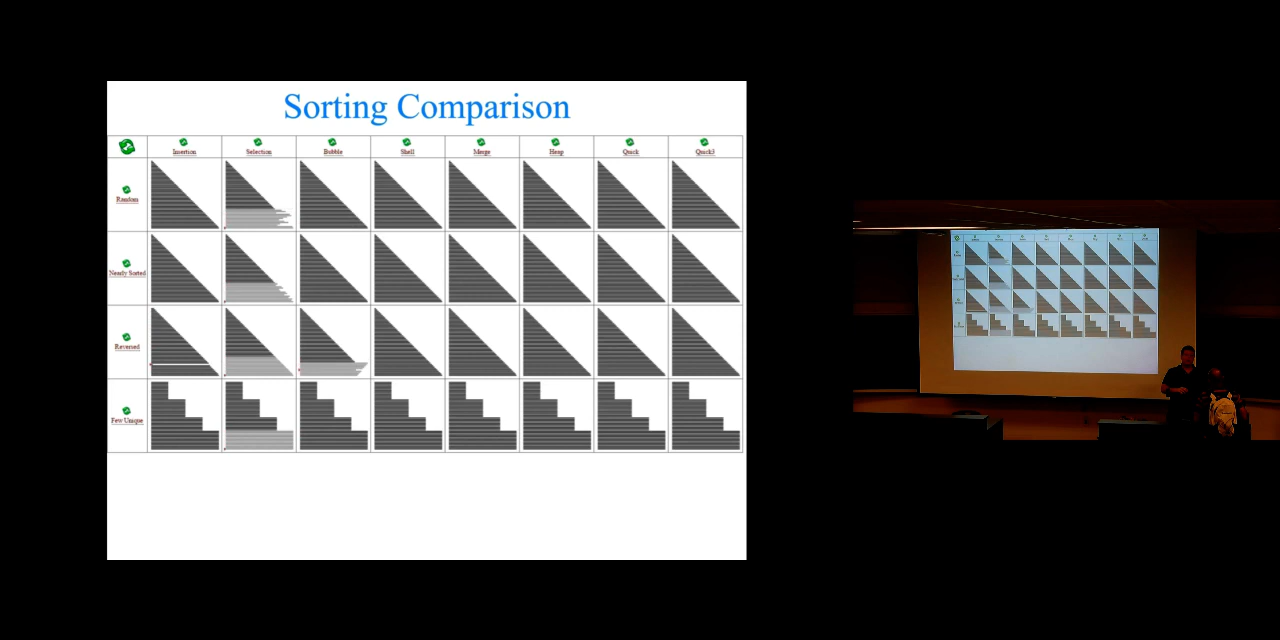 Sorting Comparison
Insertion Selection Bubble Shell Merge Heap Quick Quick3
Random
Nearly Sorted
Reversed
Few Unique